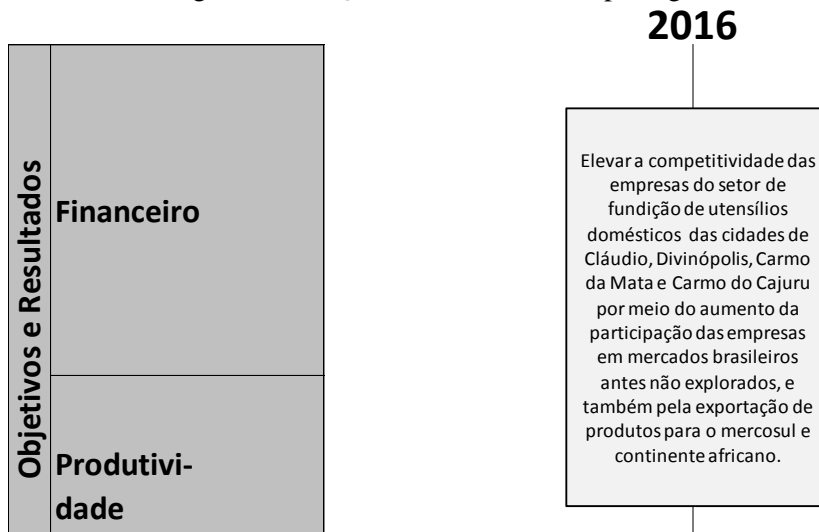 2016
Objetivos e Resultados
Financeiro
Produtivi-
dade
Elevar a competitividade das
empresas do setor de
fundição de utensílios
domésticos das cidades de
Cláudio, Divinópolis, Carmo
da Mata e Carmo do Cajuru
por meio do aumento da
participação das empresas
em mercados brasileiros
antes não explorados, e
também pela exportação de
produtos para o mercosul e
continente africano.